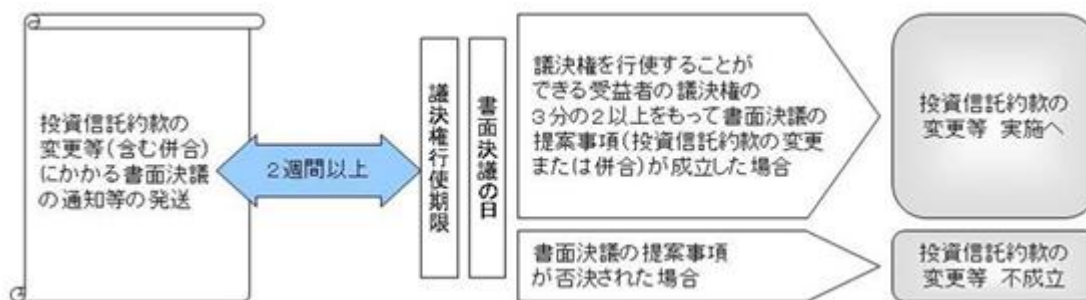 投資信託約款の
変更等(含む併合)
にかかる書面決議
の通知等の発送
2週間以上
議決権行使期限
書面決議の日
議決権を行使することが
できる受益者の議決権の
3分の2以上をもって書面決議の
提案事項(投資信託約款の変更
または併合)が成立した場合
投資信託約款の
変更等 実施へ
書面決議の提案事項
が否決された場合
投資信託約款の
変更等 不成立